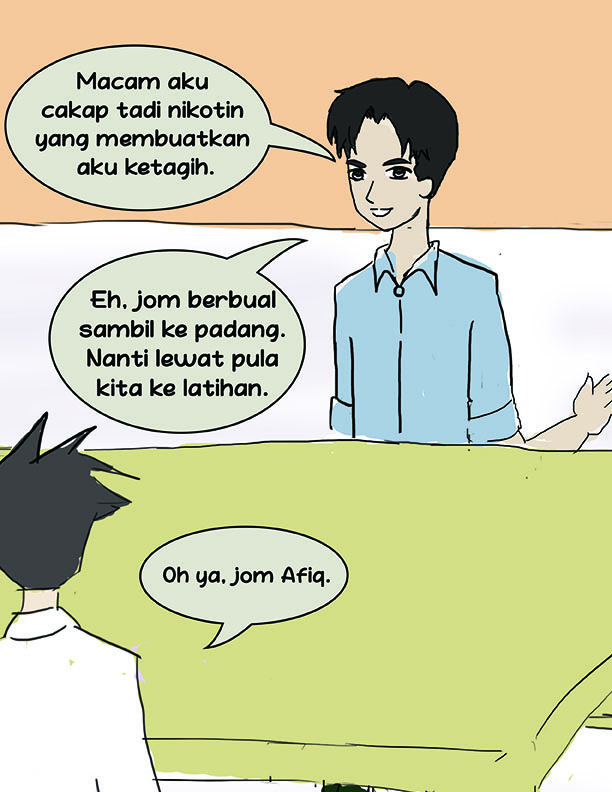 Macam aku
cakap tadi nikotin
yang membuatkan
aku ketagih.
Eh, jom berbual
sambil ke padang.
Nanti lewat pula
kita ke latihan.
Oh ya, jom Afiq.